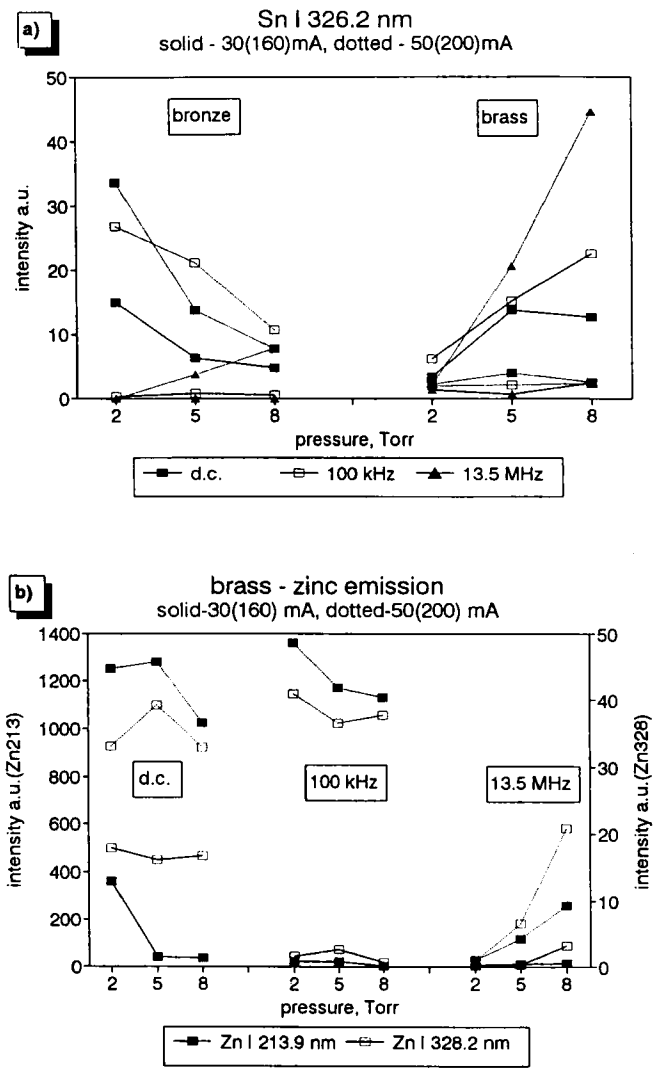 a)
Sn I 326.2 nm
solid - 30(160)mA, dotted - 50(200)mA
50
40
30
20
10
0
intensity a.u.
bronze
brass
2 5 8 2 5 8
pressure, Torr
d.c. 100 kHz 13.5 MHz
b)
brass - zinc emission
solid-30(160) mA, dotted-50(200) mA
1400
1200
1000
800
600
400
200
0
intensity a.u.(Zn213)
50
40
30
20
10
0
intensity a.u.(Zn328)
d.c.
100 kHz
13.5 MHz
2 5 8 2 5 8 2 5 8
pressure, Torr
Zn I 213.9 nm Zn I 328.2 nm